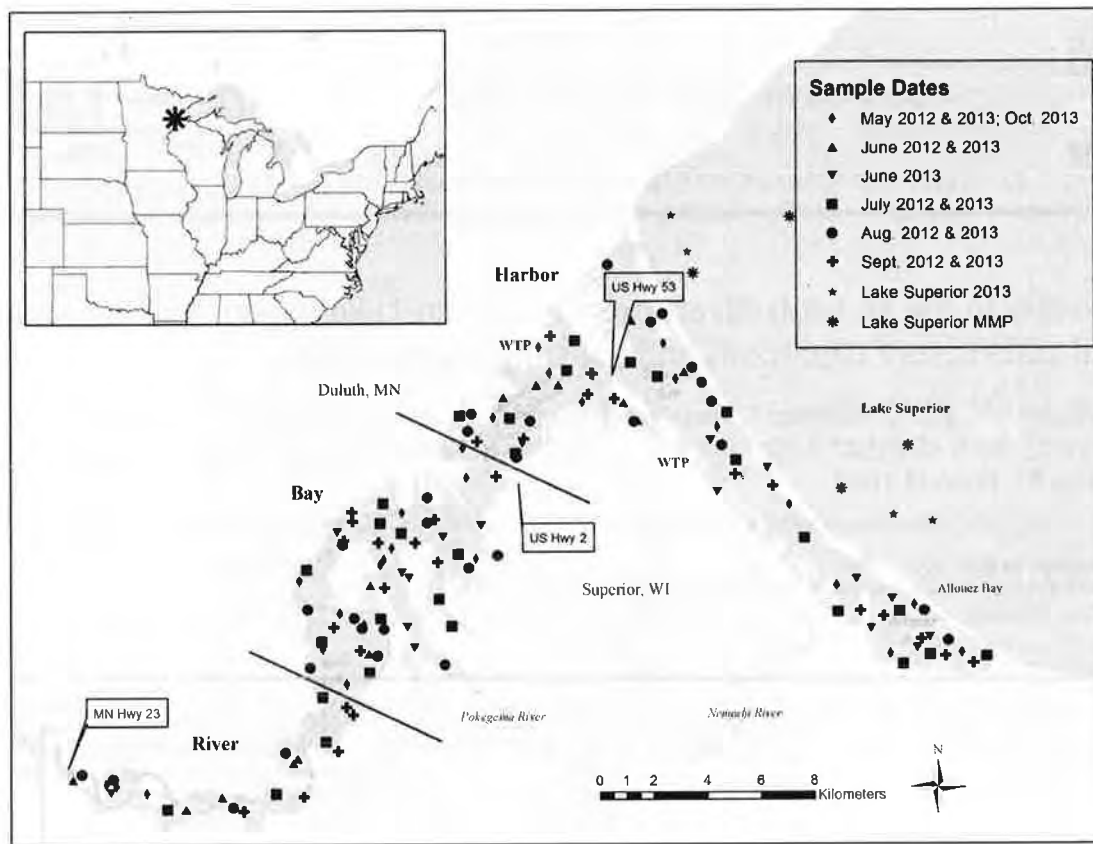 Sample Dates
May 2012 & 2013; Oct. 2013
June 2012 & 2013
June 2013
July 2012 & 2013
Aug. 2012 & 2013
Sept. 2012 & 2013
Lake Superior 2013
Lake Superior MMP
Harbor
US Hwy 53
WTP
Duluth, MN
Lake Superior
WTP
Bay
US Hwy 2
Superior, WI
Allouez Bay
MN Hwy 23
Pokegama River
Nemadji River
River
N
0 1 2 4 6 8
Kilometers